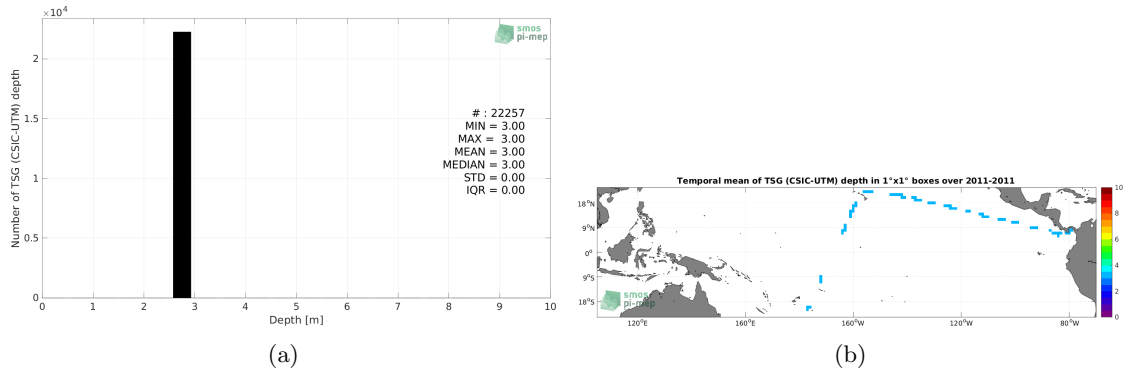 ×10⁴
2
1.5
1
0.5
0
Number of TSG (CSIC-UTM) depth
smos
pi-mep
# : 22257
MIN = 3.00
MAX = 3.00
MEAN = 3.00
MEDIAN = 3.00
STD = 0.00
IQR = 0.00
0 1 2 3 4 5 6 7 8 9 10
Depth [m]
(a)
Temporal mean of TSG (CSIC-UTM) depth in 1°x1° boxes over 2011-2011
18°N
9°N
0°
9°S
18°S
smos
pi-mep
120°E 160°E 160°W 120°W 80°W
10
8
6
4
2
0
(b)